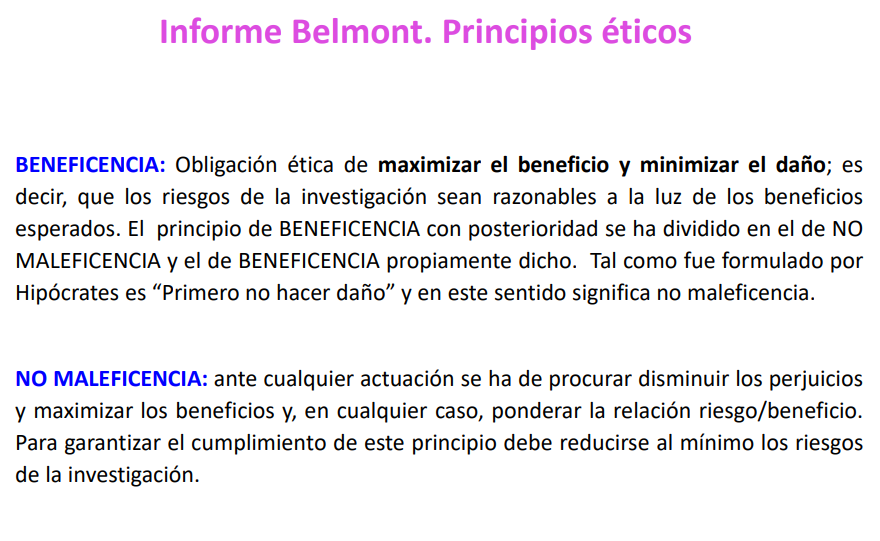 Informe Belmont. Principios éticos
BENEFICENCIA: Obligación ética de maximizar el beneficio y minimizar el daño; es
decir, que los riesgos de la investigación sean razonables a la luz de los beneficios
esperados. El principio de BENEFICENCIA con posterioridad se ha dividido en el de NO
MALEFICENCIA y el de BENEFICENCIA propiamente dicho. Tal como fue formulado por
Hipócrates es “Primero no hacer daño” y en este sentido significa no maleficencia.
NO MALEFICENCIA: ante cualquier actuación se ha de procurar disminuir los perjuicios
y maximizar los beneficios y, en cualquier caso, ponderar la relación riesgo/beneficio.
Para garantizar el cumplimiento de este principio debe reducirse al mínimo los riesgos
de la investigación.